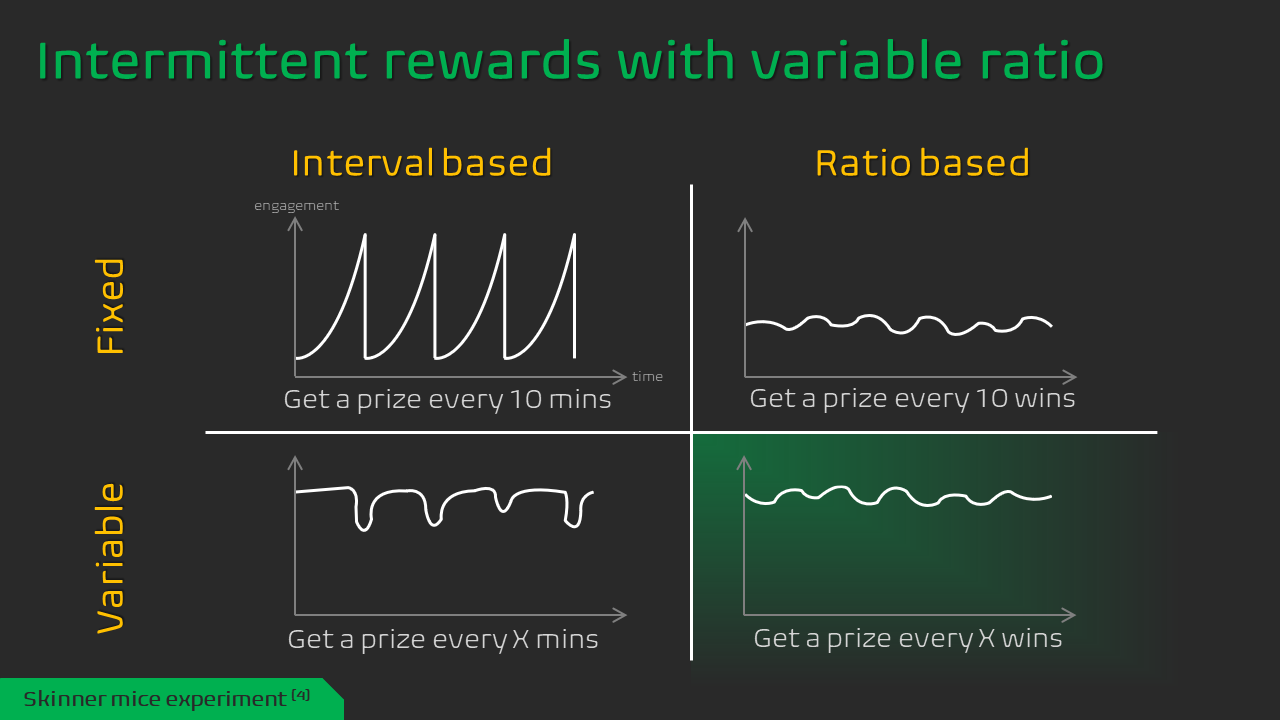 Intermittent rewards with variable ratio
Interval based
Ratio based
engagement
Fixed
time
Get a prize every 10 mins
Get a prize every 10 wins
Variable
Get a prize every X mins
Get a prize every X wins
Skinner mice experiment (4)